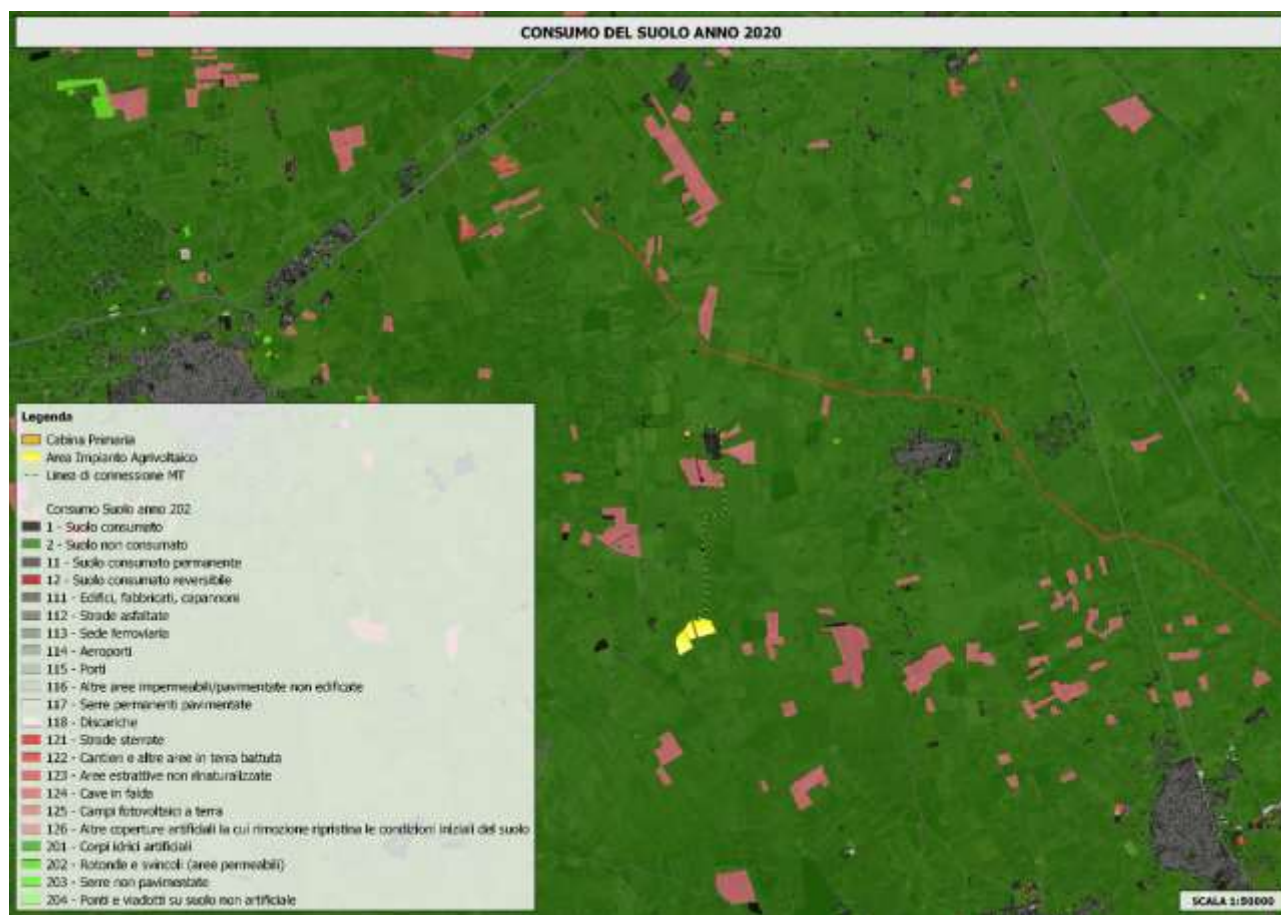 CONSUMO DEL SUOLO ANNO 2020
Legenda
Cabina Primaria
Area Impianto Agrivoltaico
Linea di connessione MT
Consumo Suolo anno 202
1 - Suolo consumato
2 - Suolo non consumato
11 - Suolo consumato permanente
12 - Suolo consumato reversibile
111 - Edifici, fabbricati, capannoni
112 - Strade asfaltate
113 - Sede ferroviaria
114 - Aeroporti
115 - Porti
116 - Altre aree impermeabili/pavimentate non edificate
117 - Serre permanenti pavimentate
118 - Discariche
121 - Strade sterrate
122 - Cantieri e altre aree in terra battuta
123 - Aree estrattive non rinaturalizzate
124 - Cave in falda
125 - Campi fotovoltaici a terra
126 - Altre coperture artificiali la cui rimozione ripristina le condizioni iniziali del suolo
201 - Corpi idrici artificiali
202 - Rotonde e svincoli (aree permeabili)
203 - Serre non pavimentate
204 - Ponti e viadotti su suolo non artificiale
SCALA 1:50000